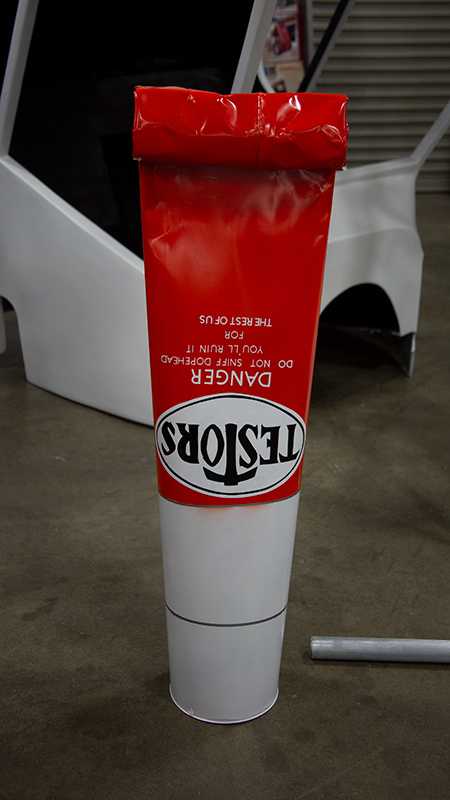 TESTORS
DANGER
DO NOT SNIFF DOPEHEAD
YOU'LL RUIN IT
FOR
THE REST OF US